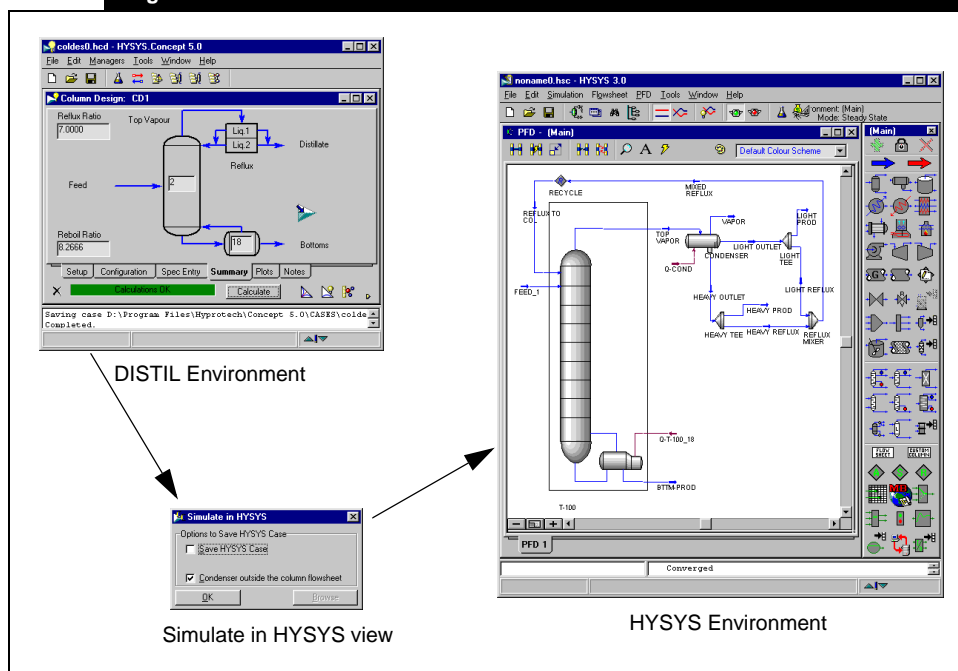 coldes0.hcd - HYSYS.Concept 5.0
File Edit Managers Tools Window Help
Column Design: CD1
Reflux Ratio
7.0000
Top Vapour
Liq.1
Liq.2
Distillate
Reflux
Feed
2
Reboil Ratio
8.2666
18
Bottoms
Setup Configuration Spec Entry Summary Plots Notes
Calculations OK
Calculate
Saving case D:\Program Files\Hyprotech\Concept 5.0\CASES\colde
Completed.
DISTIL Environment
Simulate in HYSYS
Options to Save HYSYS Case
Save HYSYS Case
Condenser outside the column flowsheet
OK Browse
Simulate in HYSYS view
noname0.hsc - HYSYS 3.0
File Edit Simulation Flowsheet PFD Tools Window Help
onment: (Main)
Mode: Steady State
PFD - (Main)
Default Colour Scheme
RECYCLE
MIXED
REFLUX
REFLUX TO
COL
VAPOR
LIGHT
PROD
TOP
VAPOR
CONDENSER
LIGHT OUTLET
LIGHT
TEE
Q-COND
FEED_1
HEAVY OUTLET
LIGHT REFLUX
HEAVY PROD
HEAVY TEE
HEAVY REFLUX
REFLUX
MIXER
Q-T-100_18
BTTM-PROD
T-100
PFD 1
Converged
(Main)
FLOW
SHEET
CUSTOM
COLUMN
HYSYS Environment